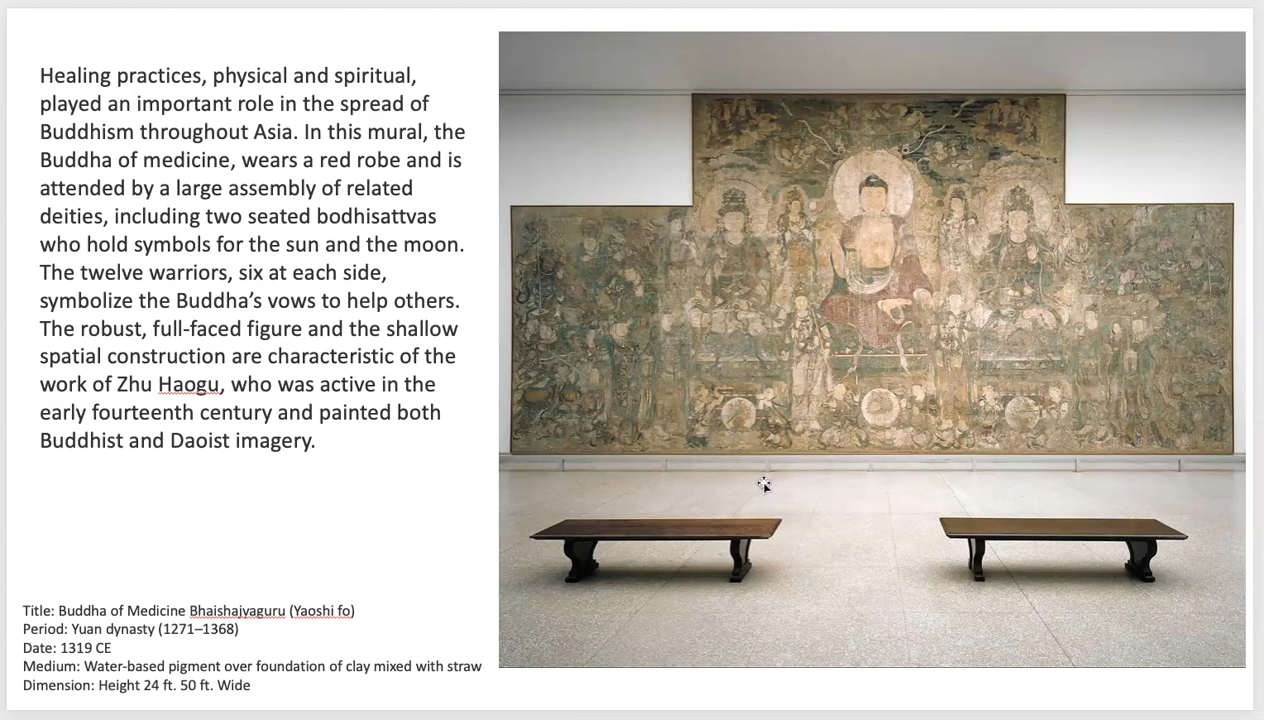 Healing practices, physical and spiritual,
played an important role in the spread of
Buddhism throughout Asia. In this mural, the
Buddha of medicine, wears a red robe and is
attended by a large assembly of related
deities, including two seated bodhisattvas
who hold symbols for the sun and the moon.
The twelve warriors, six at each side,
symbolize the Buddha’s vows to help others.
The robust, full-faced figure and the shallow
spatial construction are characteristic of the
work of Zhu Haogu, who was active in the
early fourteenth century and painted both
Buddhist and Daoist imagery.
Title: Buddha of Medicine Bhaishajyaguru (Yaoshi fo)
Period: Yuan dynasty (1271–1368)
Date: 1319 CE
Medium: Water-based pigment over foundation of clay mixed with straw
Dimension: Height 24 ft. 50 ft. Wide